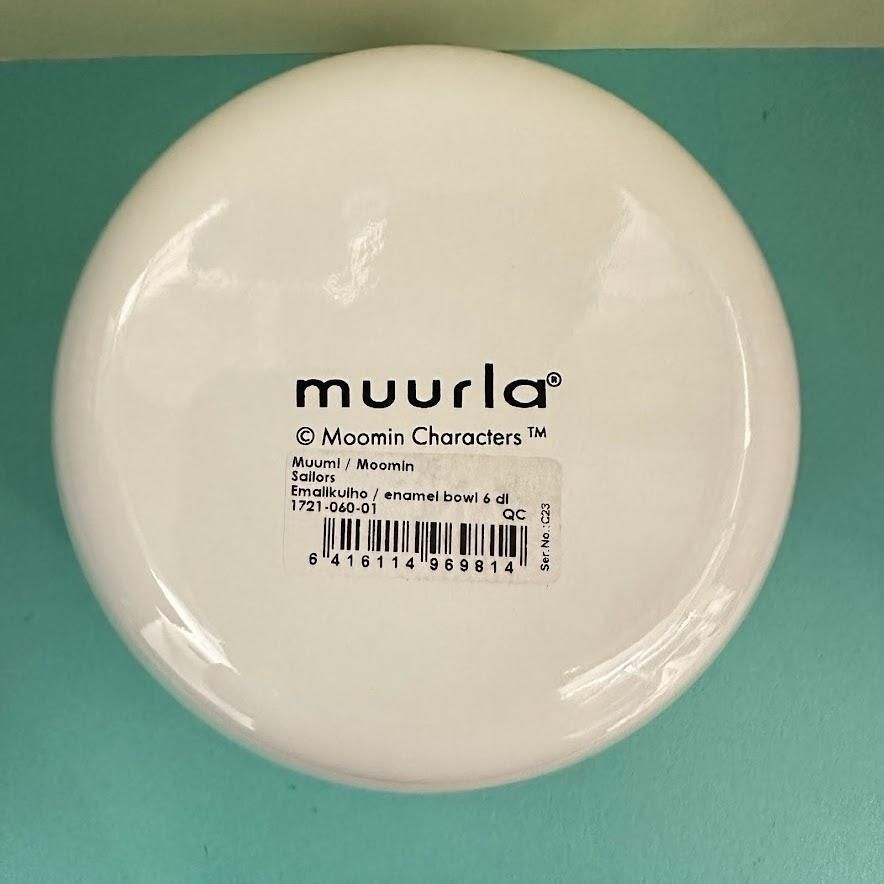 muurla®
© Moomin Characters ™
Muumi / Moomin
Sailors
Emalikulho / enamel bowl 6 dl
1721-060-01 QC
Ser.No.: C23
6 416114 969814